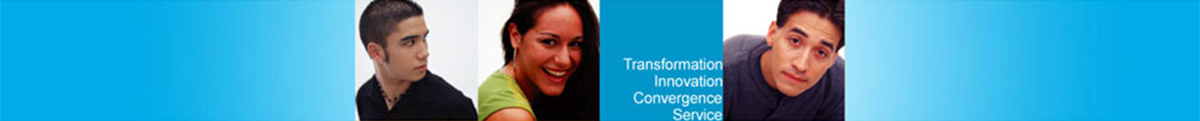 Transformation
Innovation
Convergence
Service